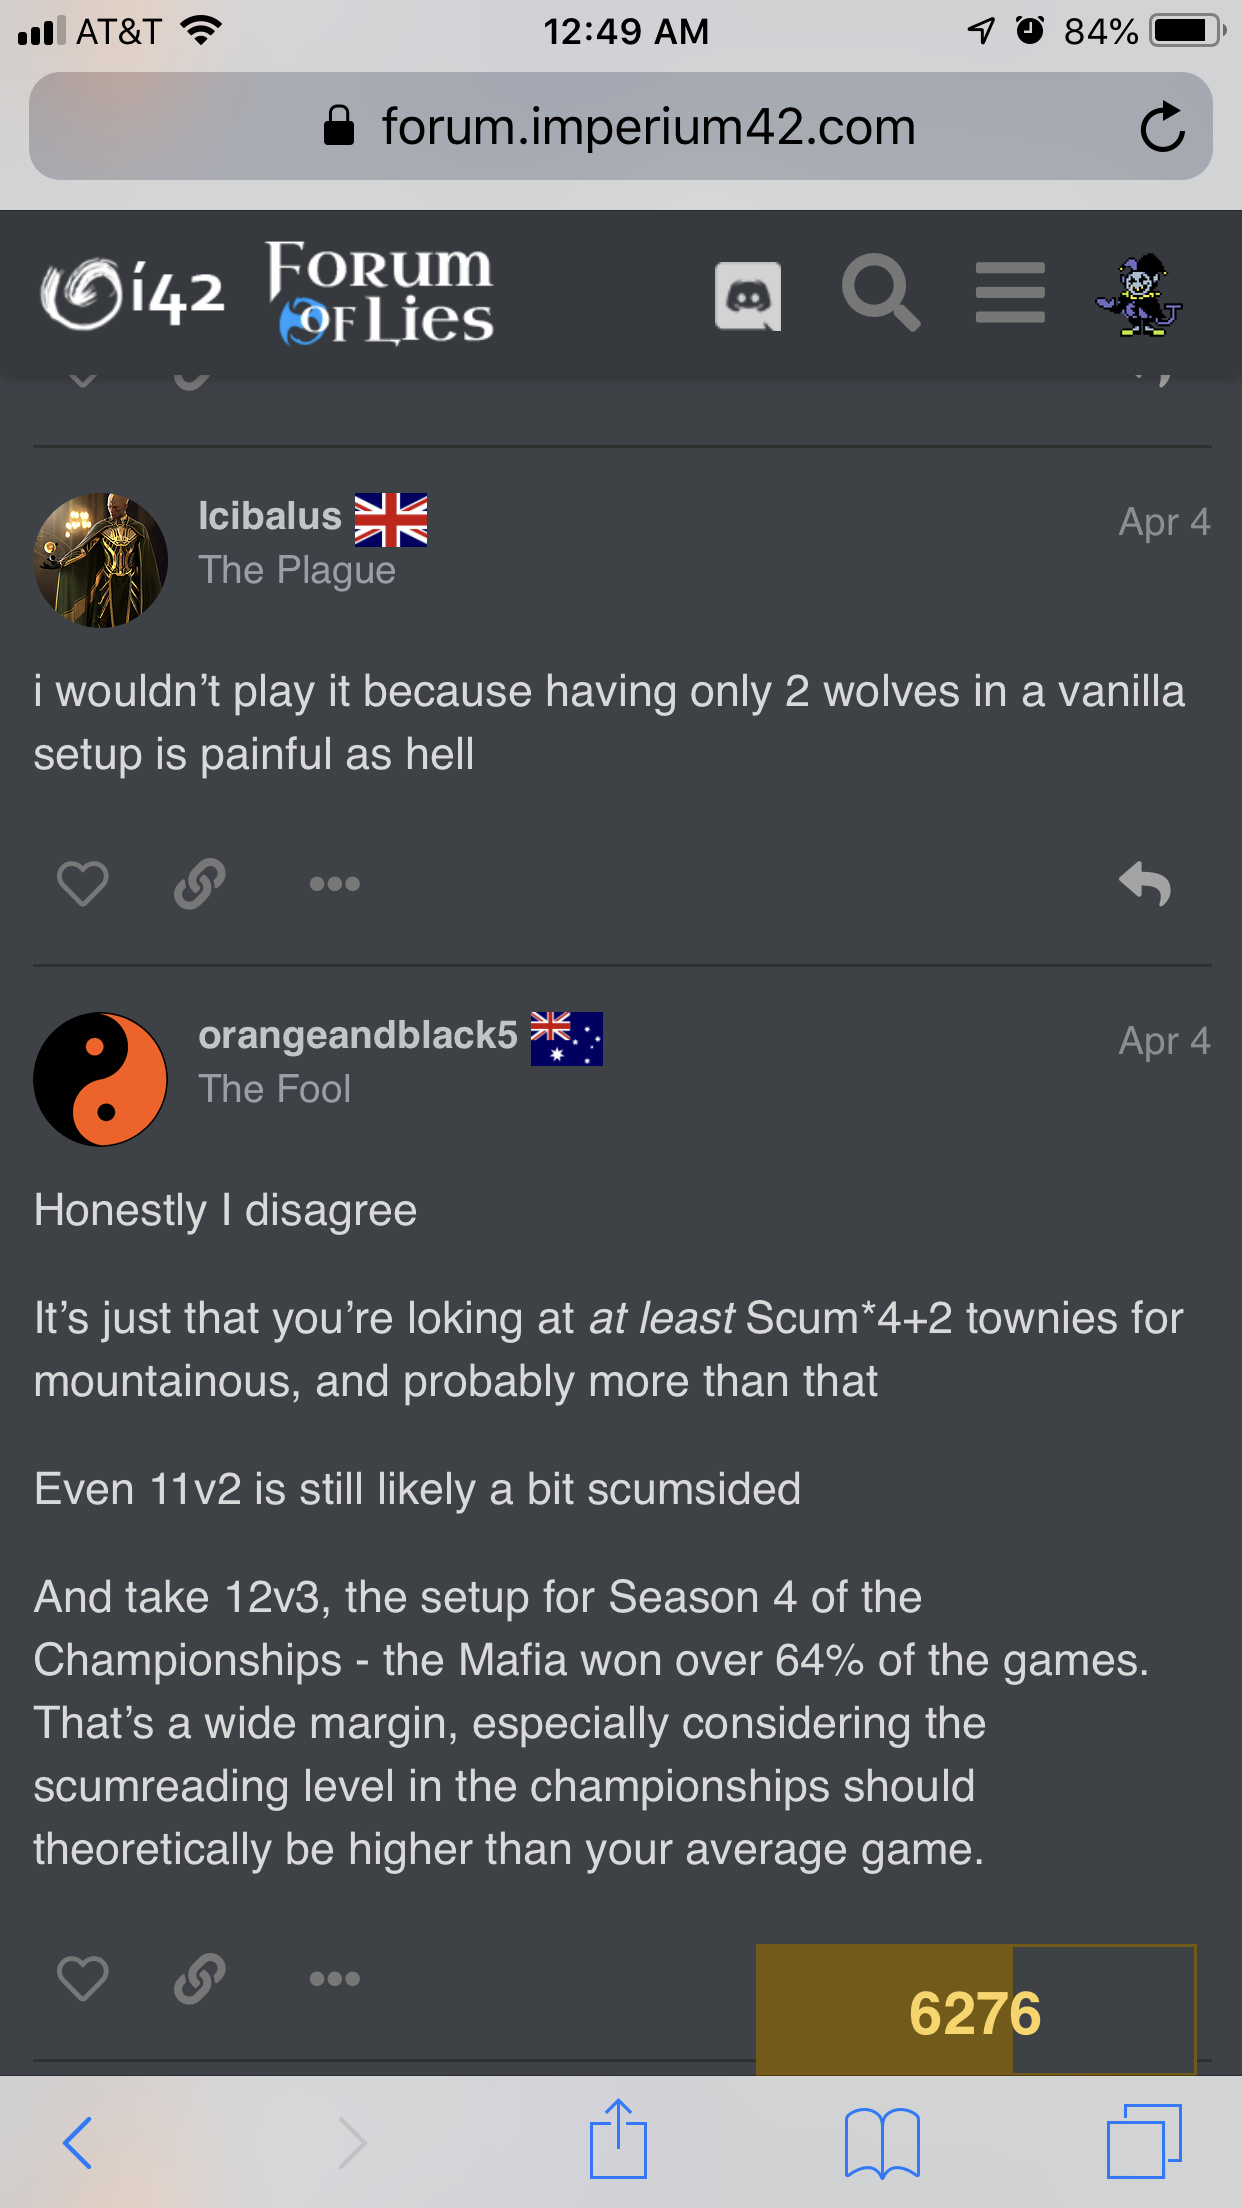 AT&T 12:49 AM 84%
forum.imperium42.com
i42 Forum of Lies
Icibalus Apr 4
The Plague
i wouldn’t play it because having only 2 wolves in a vanilla
setup is painful as hell
orangeandblack5 Apr 4
The Fool
Honestly I disagree
It’s just that you’re loking at at least Scum*4+2 townies for
mountainous, and probably more than that
Even 11v2 is still likely a bit scumsided
And take 12v3, the setup for Season 4 of the
Championships - the Mafia won over 64% of the games.
That’s a wide margin, especially considering the
scumreading level in the championships should
theoretically be higher than your average game.
6276